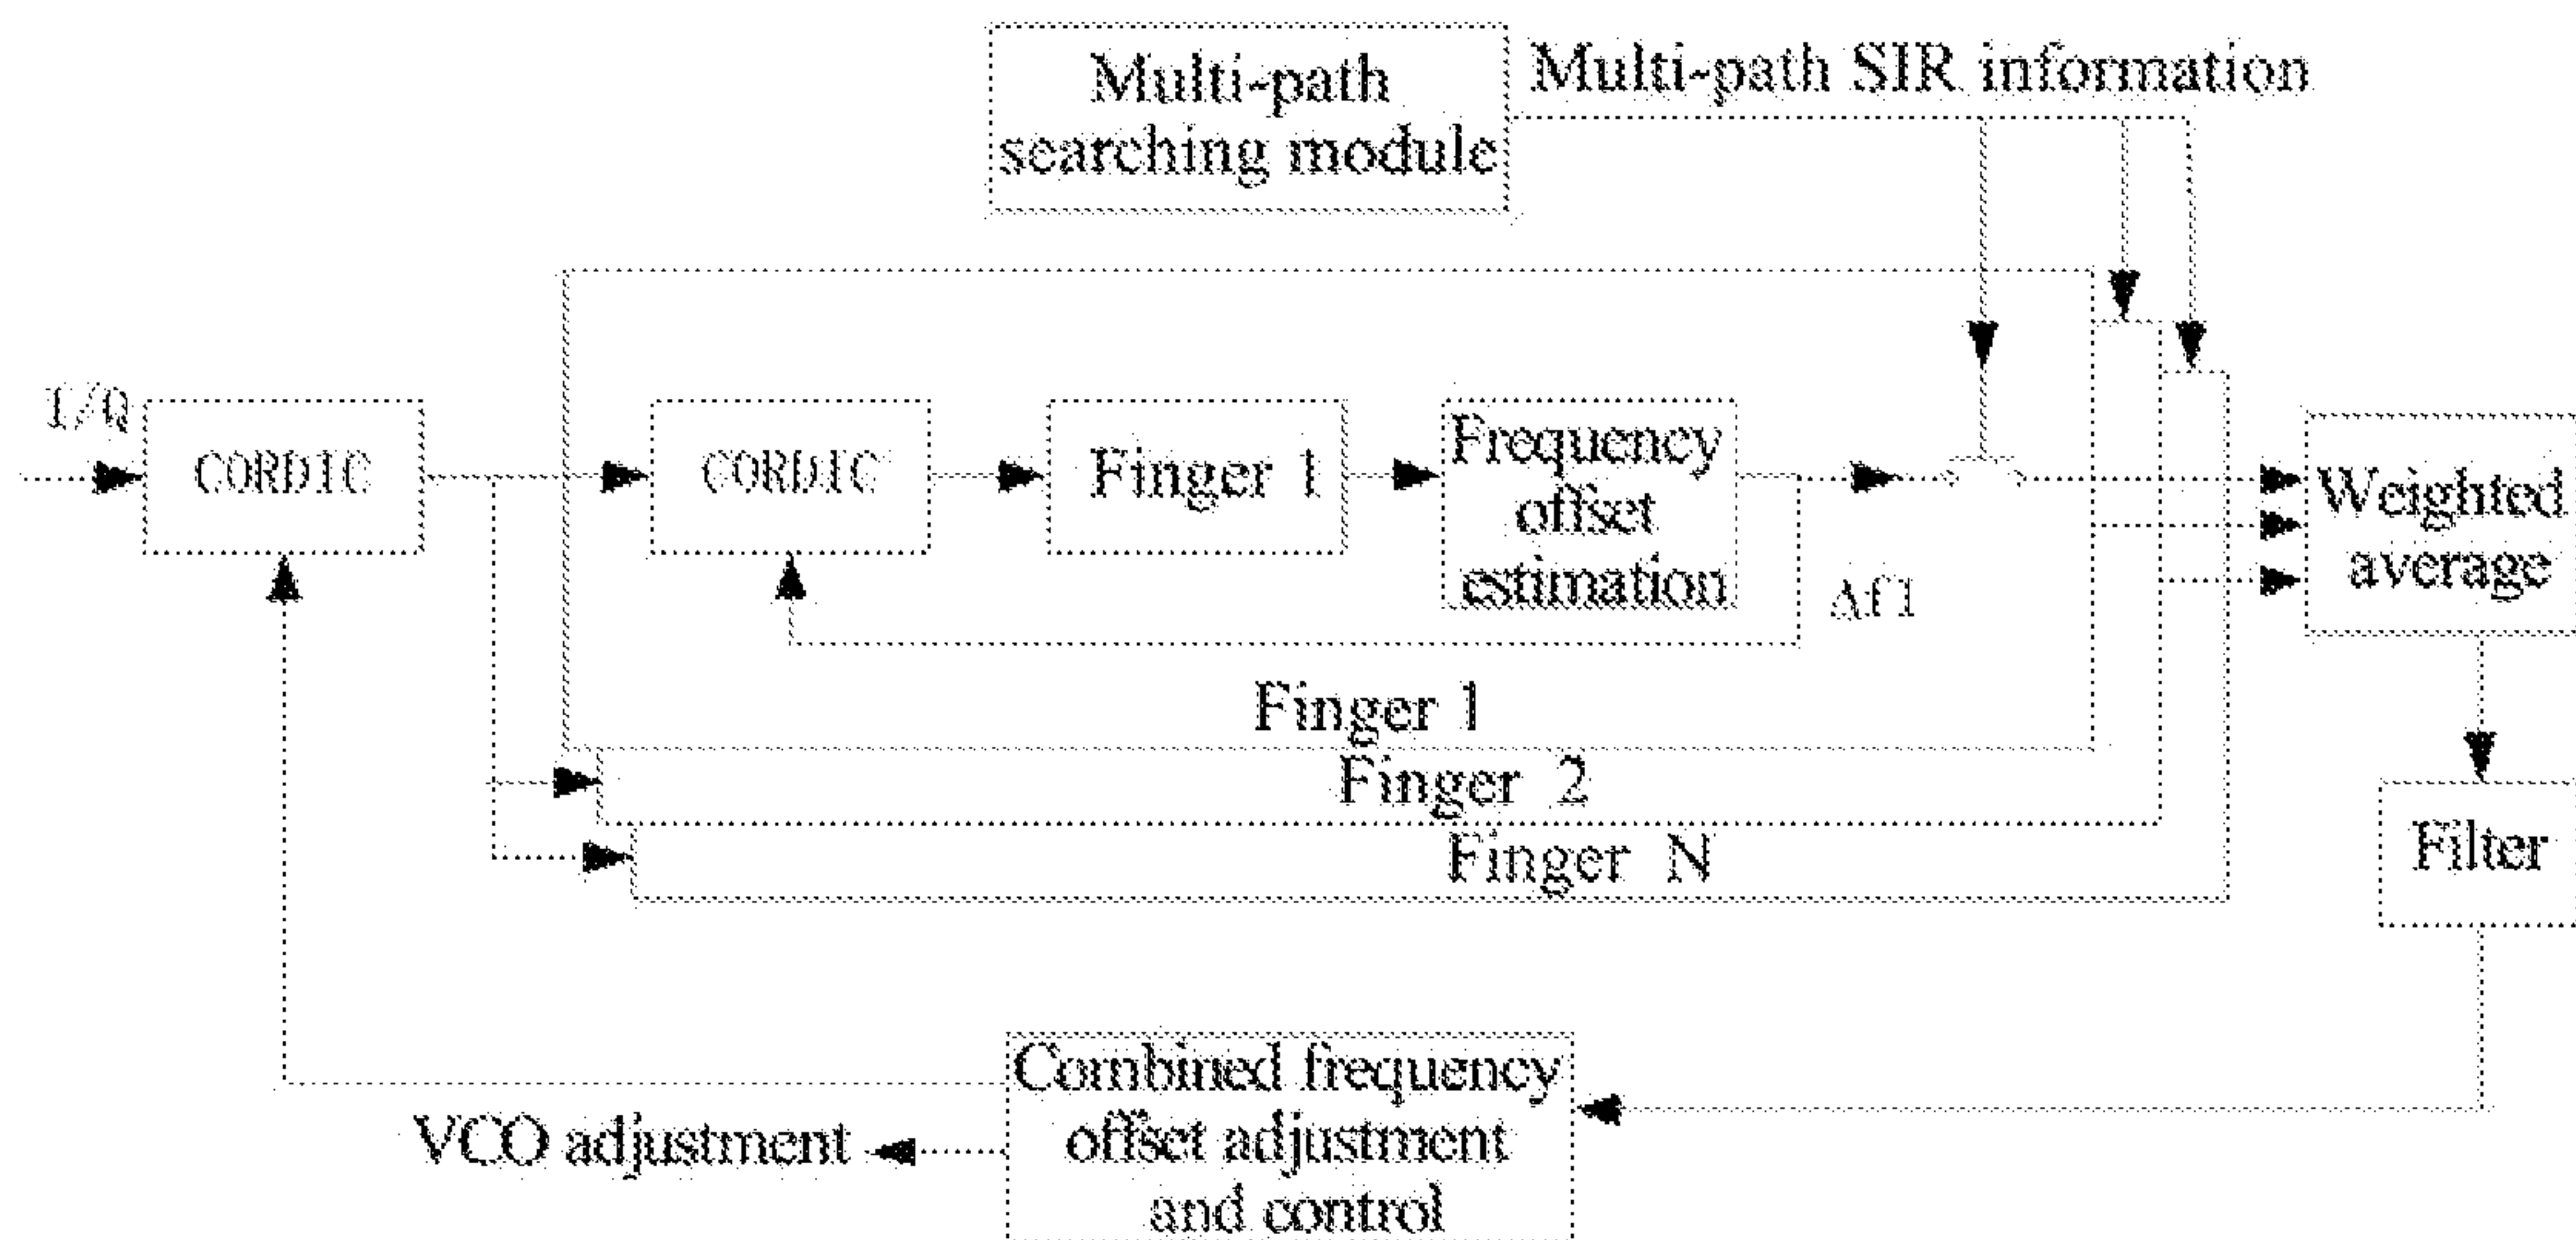 Multi-path
searching module
Multi-path SIR information
I/Q
CORDIC
CORDIC
Finger 1
Frequency
offset
estimation
Δf1
Weighted
average
Finger 1
Finger 2
Finger N
Filter
Combined frequency
offset adjustment
and control
VCO adjustment